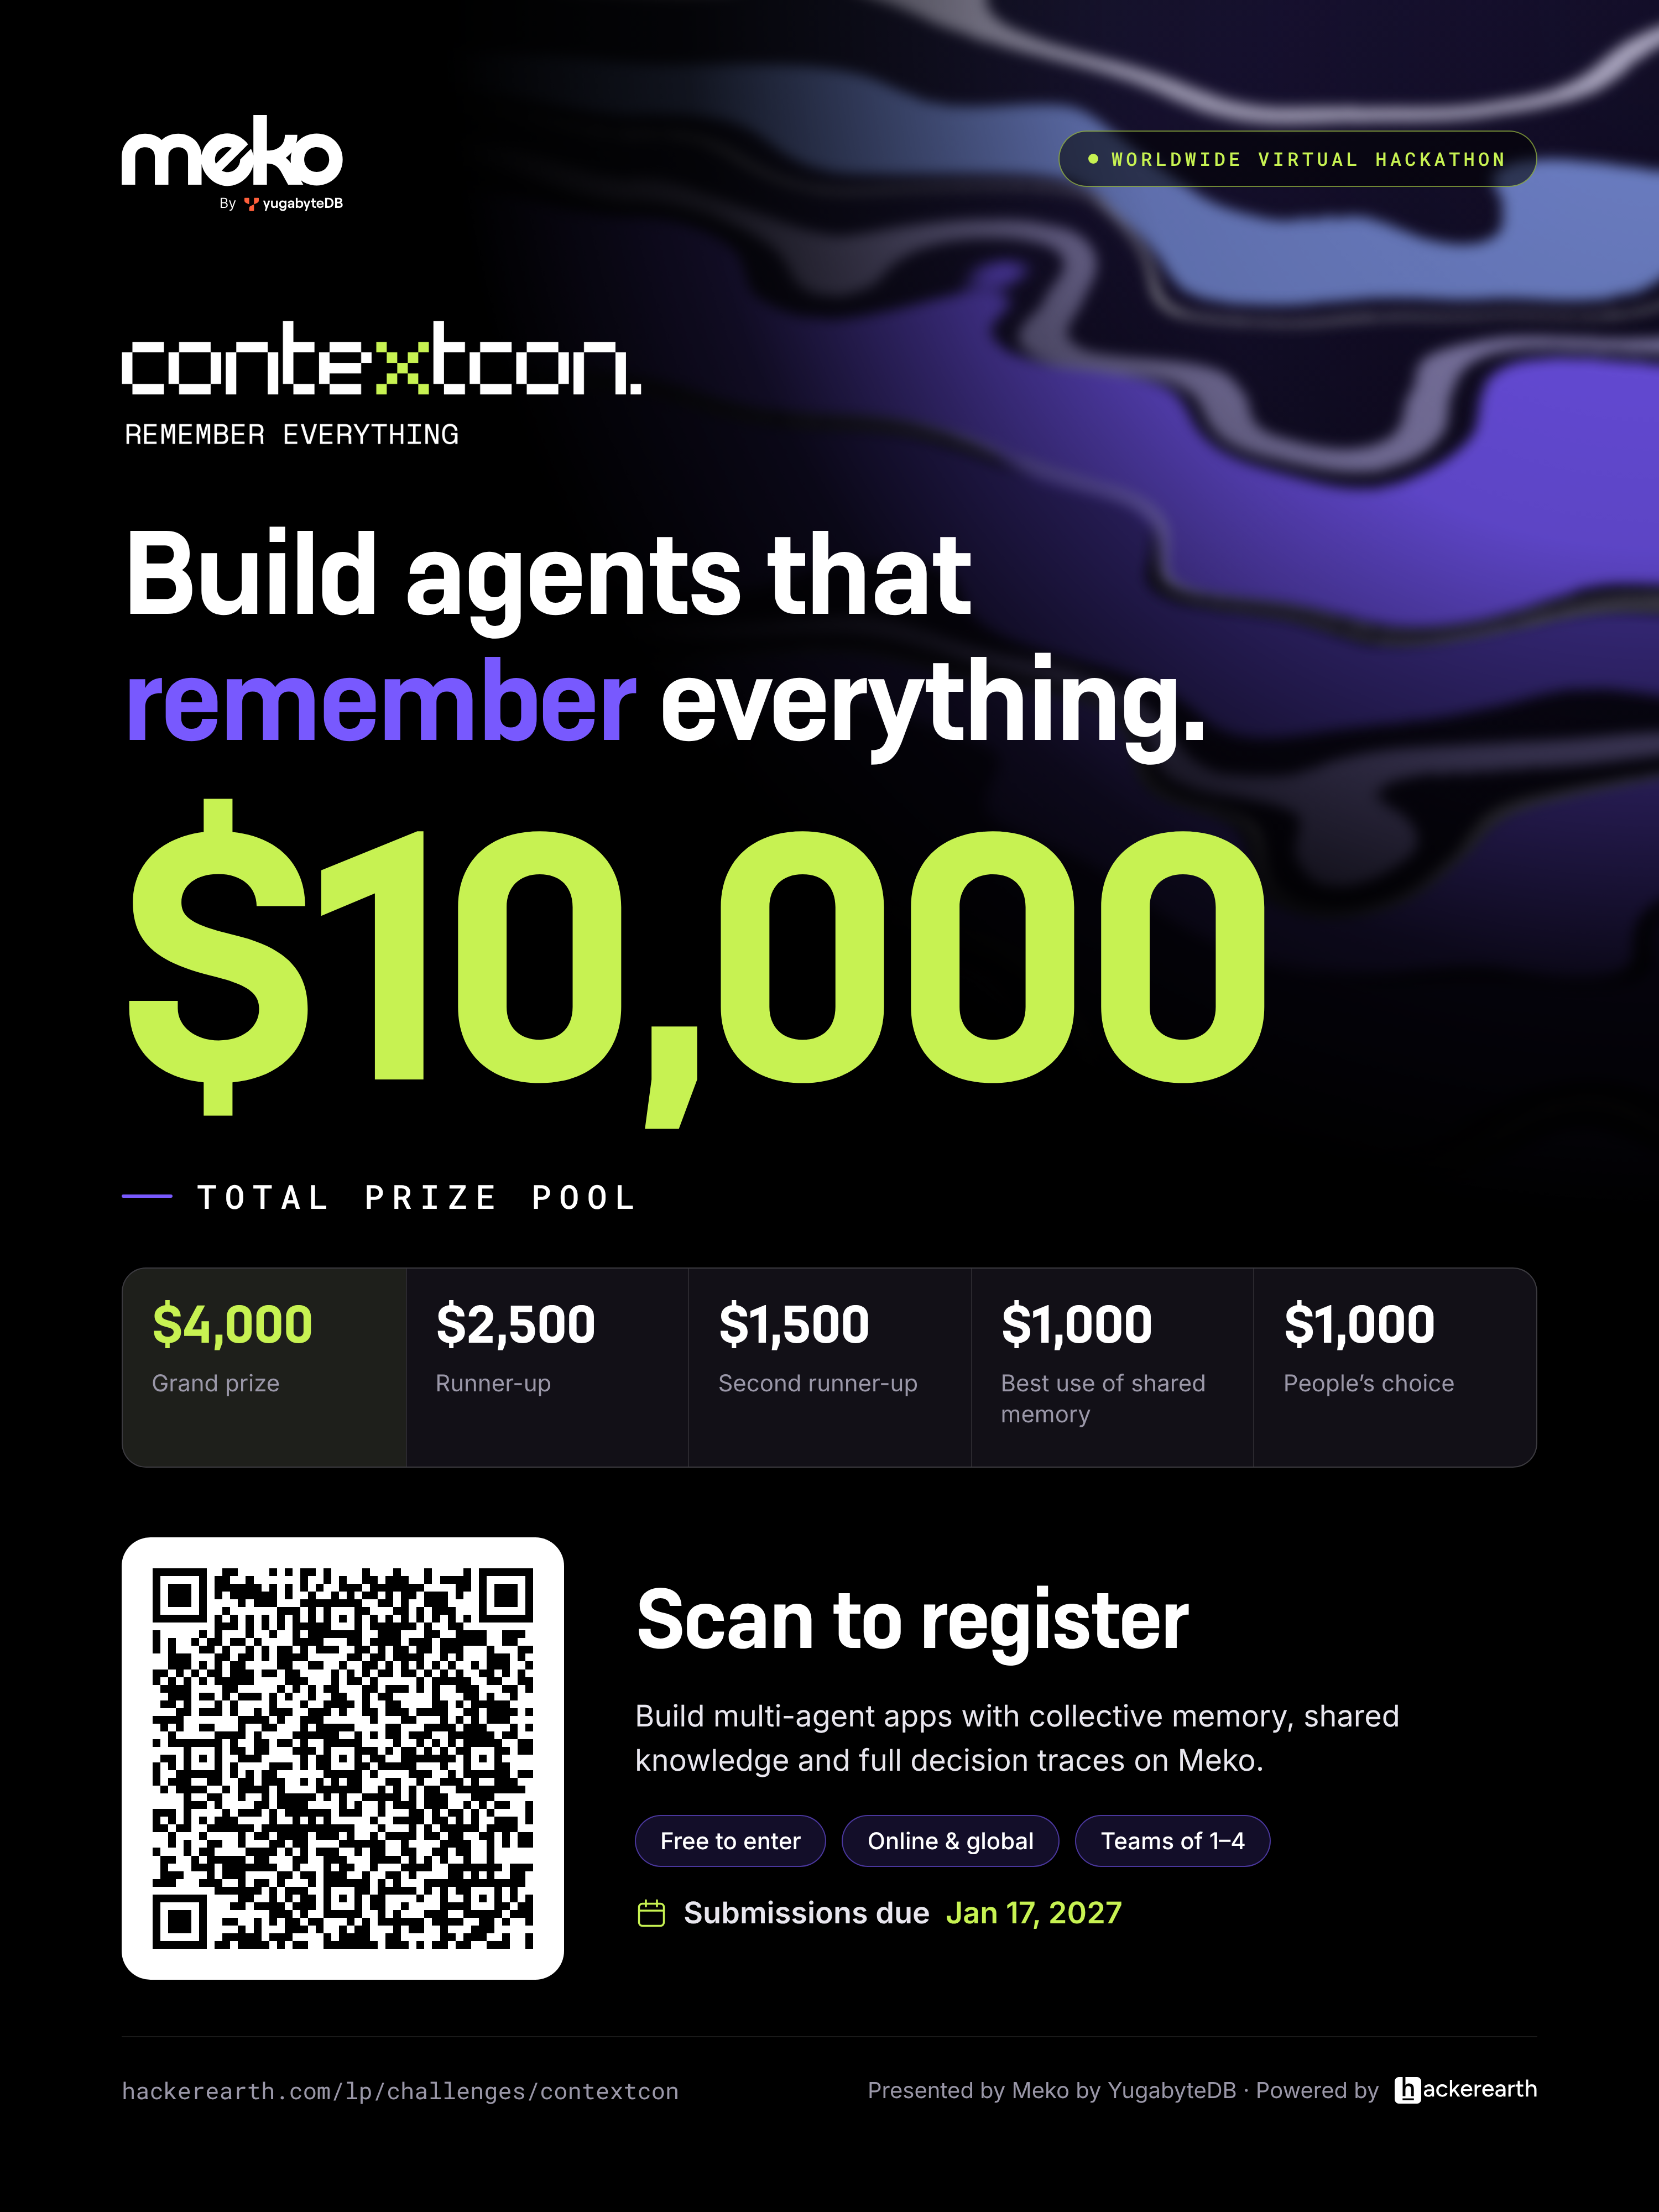 meko
By yugabyteDB
WORLDWIDE VIRTUAL HACKATHON
contextcon.
REMEMBER EVERYTHING
Build agents that
remember everything.
$10,000
TOTAL PRIZE POOL
$4,000
Grand prize
$2,500
Runner-up
$1,500
Second runner-up
$1,000
Best use of shared
memory
$1,000
People’s choice
Scan to register
Build multi-agent apps with collective memory, shared
knowledge and full decision traces on Meko.
Free to enter
Online & global
Teams of 1–4
Submissions due Jan 17, 2027
hackerearth.com/lp/challenges/contextcon
Presented by Meko by YugabyteDB · Powered by hackerearth